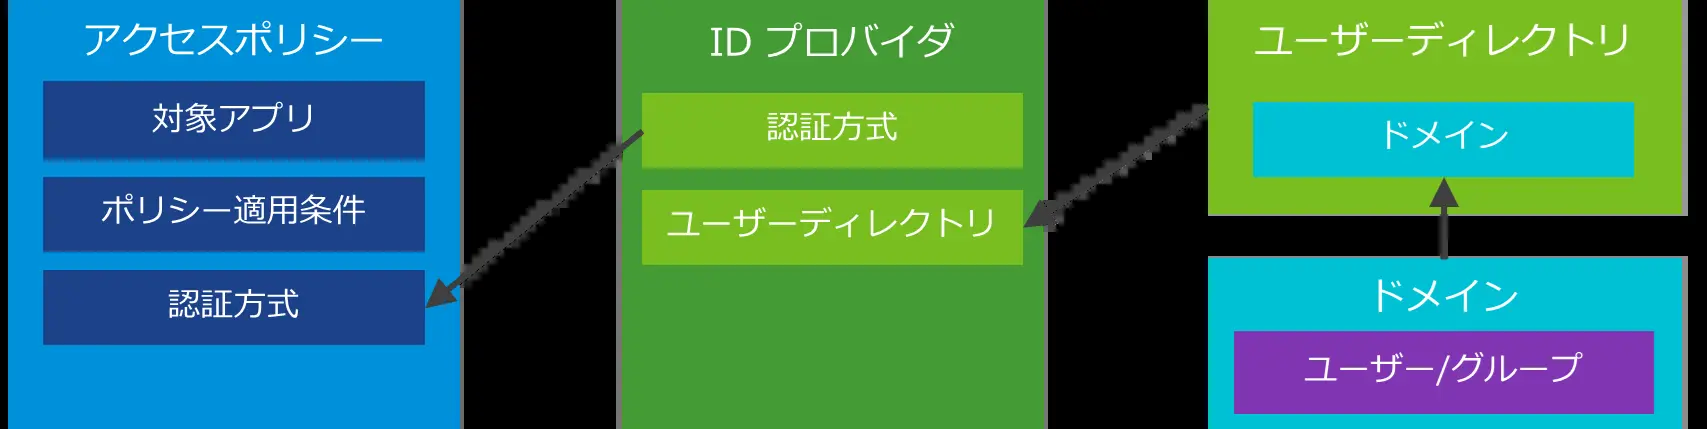 アクセスポリシー
対象アプリ
ポリシー適用条件
認証方式
ID プロバイダ
認証方式
ユーザーディレクトリ
ユーザーディレクトリ
ドメイン
ドメイン
ユーザー/グループ